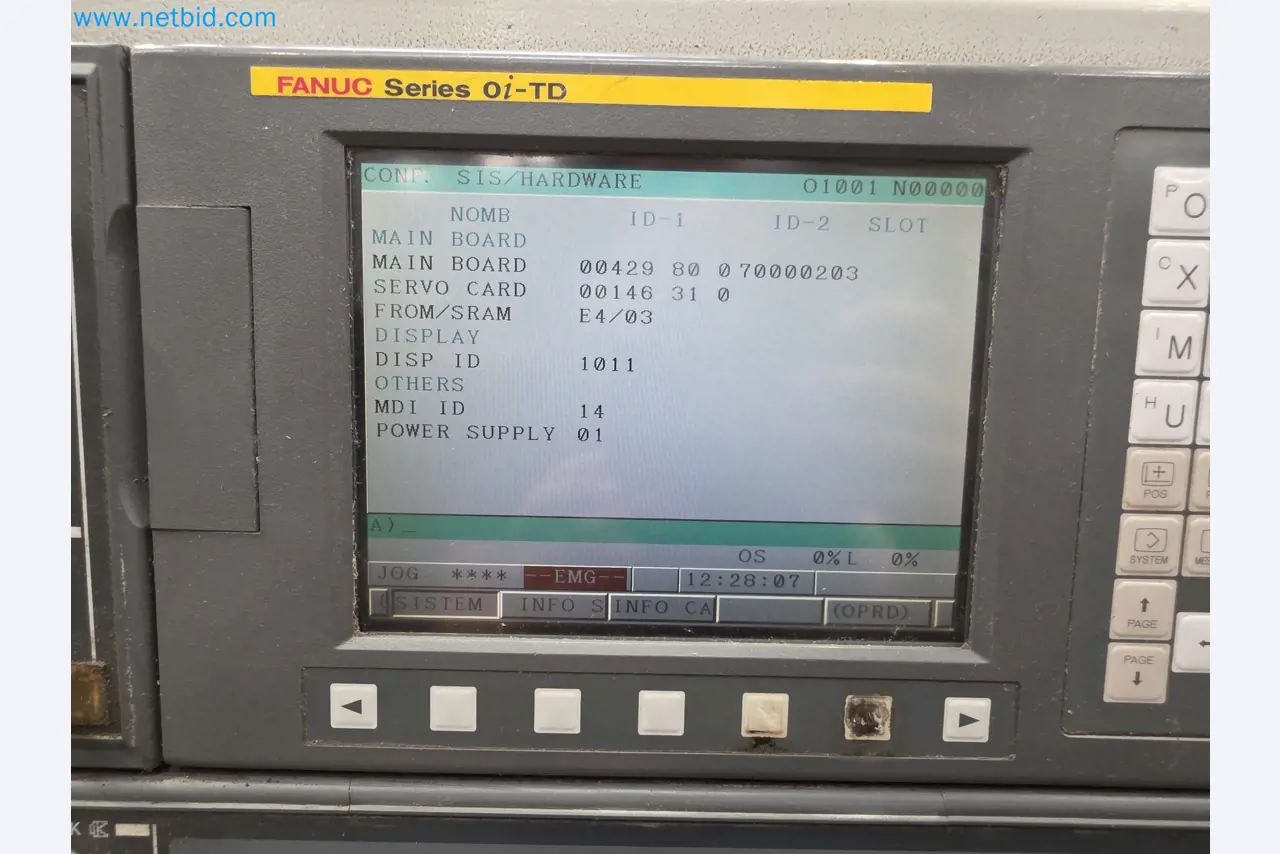 www.netbid.com
FANUC Series 0i-TD
CONF. SIS/HARDWARE O1001 N00000
NOMB ID-1 ID-2 SLOT
MAIN BOARD
MAIN BOARD 00429 80 0 70000203
SERVO CARD 00146 31 0
FROM/SRAM E4/03
DISPLAY
DISP ID 1011
OTHERS
MDI ID 14
POWER SUPPLY 01
A)_
OS 0% L 0%
JOG **** --EMG-- 12:28:07
(SISTEM INFO S INFO CA (OPRD)
P O
C X
I M
H U
POS
SYSTEM
PAGE
PAGE
K